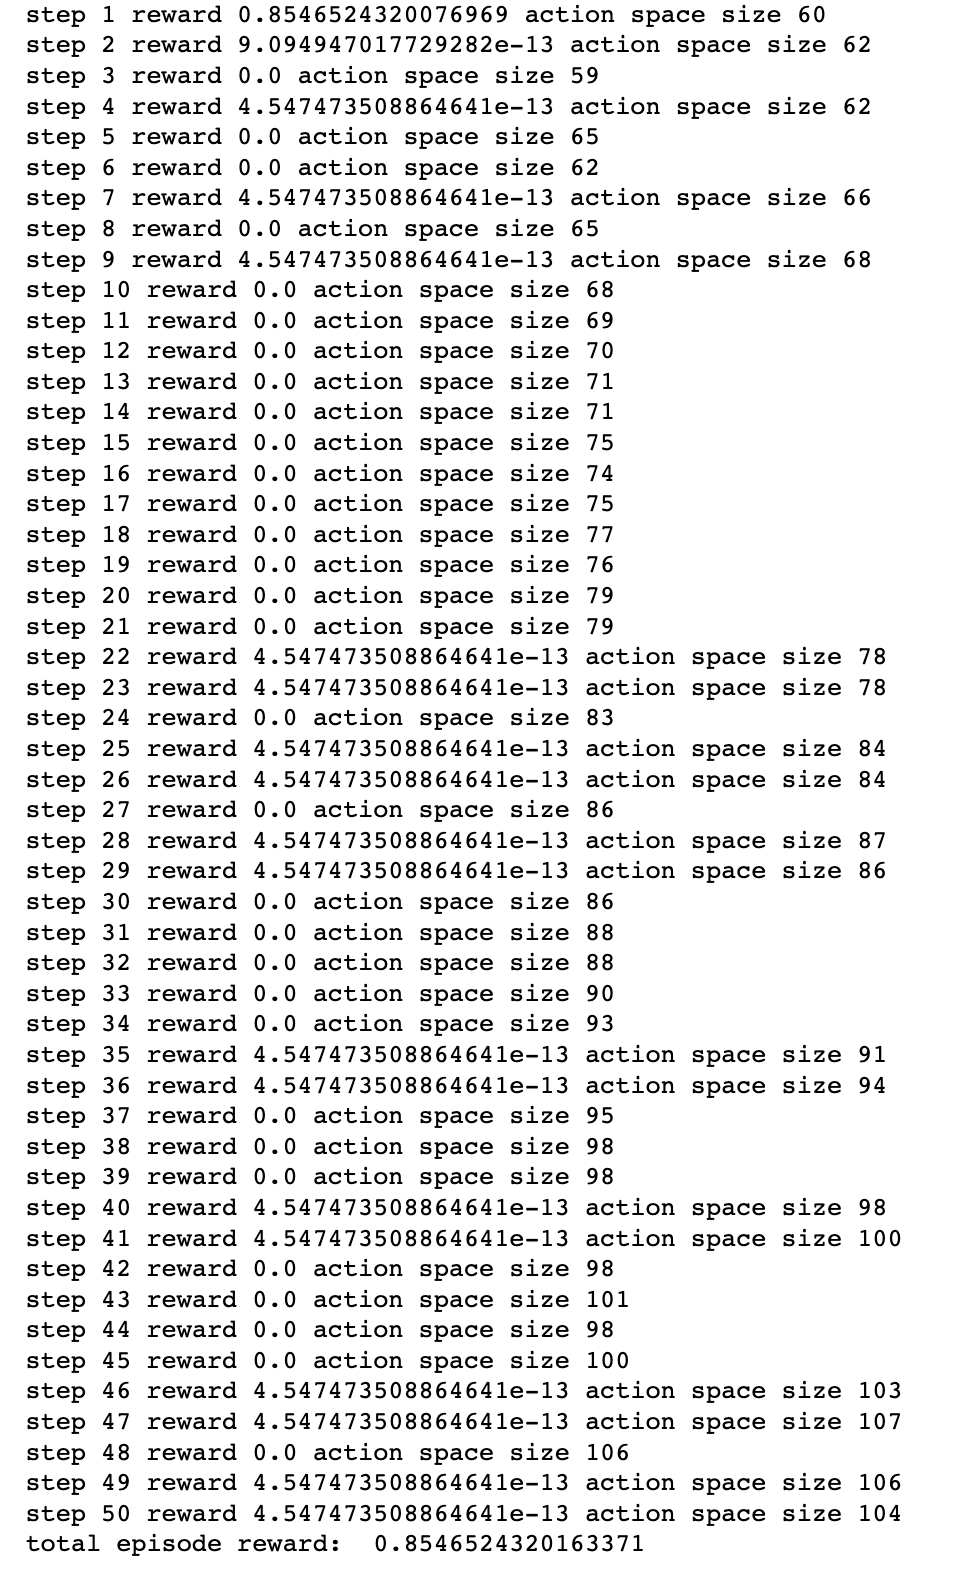 step 1 reward 0.8546524320076969 action space size 60
step 2 reward 9.094947017729282e-13 action space size 62
step 3 reward 0.0 action space size 59
step 4 reward 4.547473508864641e-13 action space size 62
step 5 reward 0.0 action space size 65
step 6 reward 0.0 action space size 62
step 7 reward 4.547473508864641e-13 action space size 66
step 8 reward 0.0 action space size 65
step 9 reward 4.547473508864641e-13 action space size 68
step 10 reward 0.0 action space size 68
step 11 reward 0.0 action space size 69
step 12 reward 0.0 action space size 70
step 13 reward 0.0 action space size 71
step 14 reward 0.0 action space size 71
step 15 reward 0.0 action space size 75
step 16 reward 0.0 action space size 74
step 17 reward 0.0 action space size 75
step 18 reward 0.0 action space size 77
step 19 reward 0.0 action space size 76
step 20 reward 0.0 action space size 79
step 21 reward 0.0 action space size 79
step 22 reward 4.547473508864641e-13 action space size 78
step 23 reward 4.547473508864641e-13 action space size 78
step 24 reward 0.0 action space size 83
step 25 reward 4.547473508864641e-13 action space size 84
step 26 reward 4.547473508864641e-13 action space size 84
step 27 reward 0.0 action space size 86
step 28 reward 4.547473508864641e-13 action space size 87
step 29 reward 4.547473508864641e-13 action space size 86
step 30 reward 0.0 action space size 86
step 31 reward 0.0 action space size 88
step 32 reward 0.0 action space size 88
step 33 reward 0.0 action space size 90
step 34 reward 0.0 action space size 93
step 35 reward 4.547473508864641e-13 action space size 91
step 36 reward 4.547473508864641e-13 action space size 94
step 37 reward 0.0 action space size 95
step 38 reward 0.0 action space size 98
step 39 reward 0.0 action space size 98
step 40 reward 4.547473508864641e-13 action space size 98
step 41 reward 4.547473508864641e-13 action space size 100
step 42 reward 0.0 action space size 98
step 43 reward 0.0 action space size 101
step 44 reward 0.0 action space size 98
step 45 reward 0.0 action space size 100
step 46 reward 4.547473508864641e-13 action space size 103
step 47 reward 4.547473508864641e-13 action space size 107
step 48 reward 0.0 action space size 106
step 49 reward 4.547473508864641e-13 action space size 106
step 50 reward 4.547473508864641e-13 action space size 104
total episode reward:  0.8546524320163371